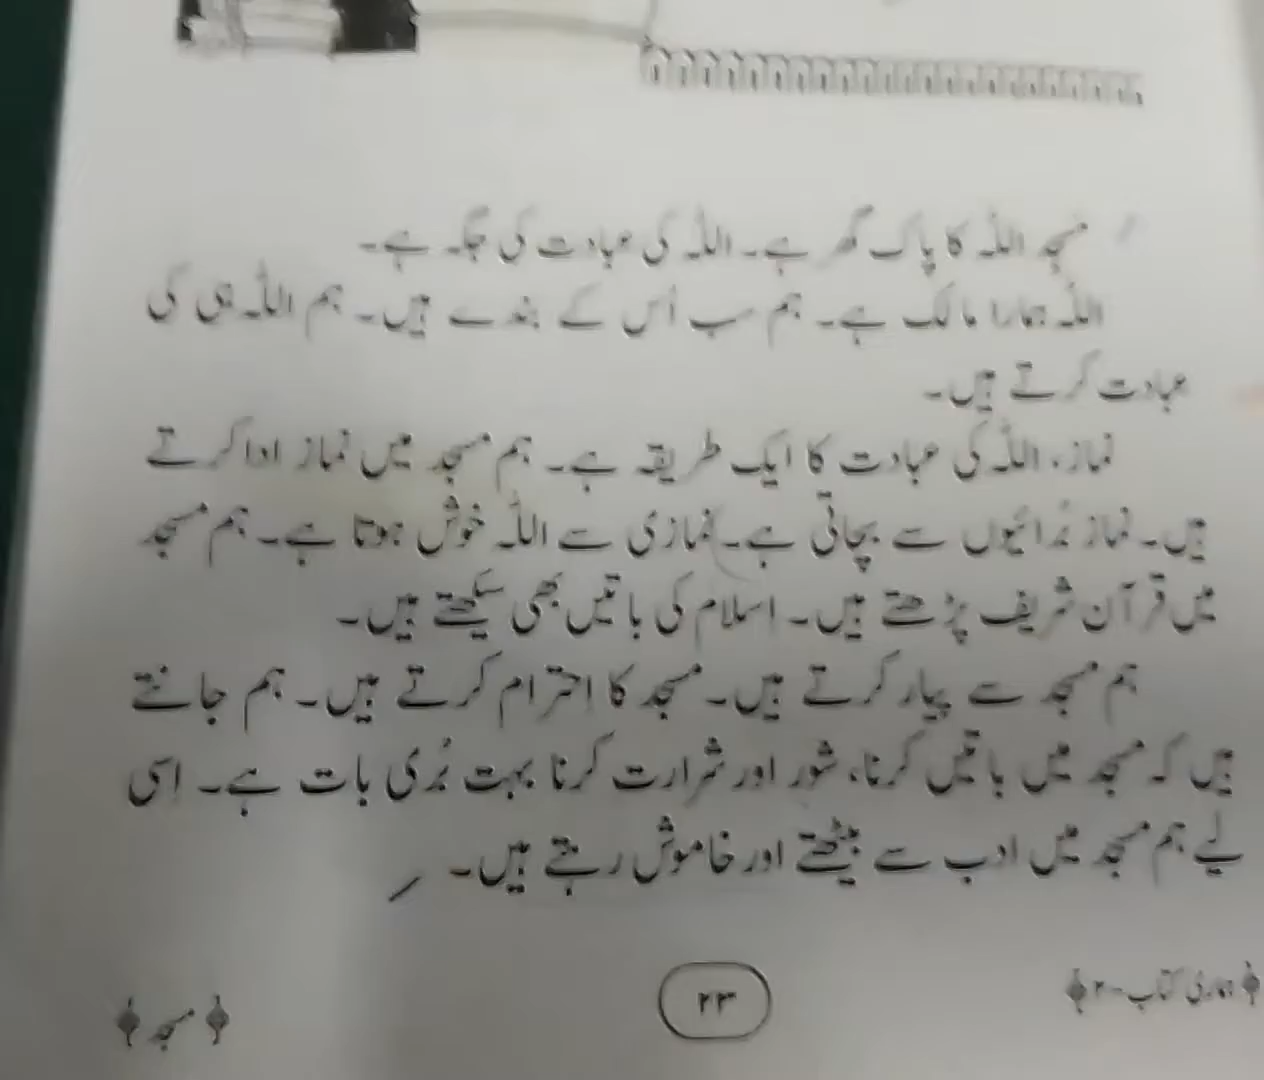 مسجد اللہ کا پاک گھر ہے۔ اللہ کی عبادت کی جگہ ہے۔
اللہ ہمارا مالک ہے۔ ہم سب اُس کے بندے ہیں۔ ہم اللہ ہی کی
عبادت کرتے ہیں۔
نماز، اللہ کی عبادت کا ایک طریقہ ہے۔ ہم مسجد میں نماز ادا کرتے
ہیں۔ نماز بُرائیوں سے بچاتی ہے۔ نمازی سے اللہ خوش ہوتا ہے۔ ہم مسجد
میں قرآن شریف پڑھتے ہیں۔ اسلام کی باتیں بھی سیکھتے ہیں۔
ہم مسجد سے پیار کرتے ہیں۔ مسجد کا احترام کرتے ہیں۔ ہم جانتے
ہیں کہ مسجد میں باتیں کرنا، شور اور شرارت کرنا بہت بُری بات ہے۔ اسی
لیے ہم مسجد میں ادب سے بیٹھتے اور خاموش رہتے ہیں۔
ہماری کتاب-۲
۲۳
مسجد